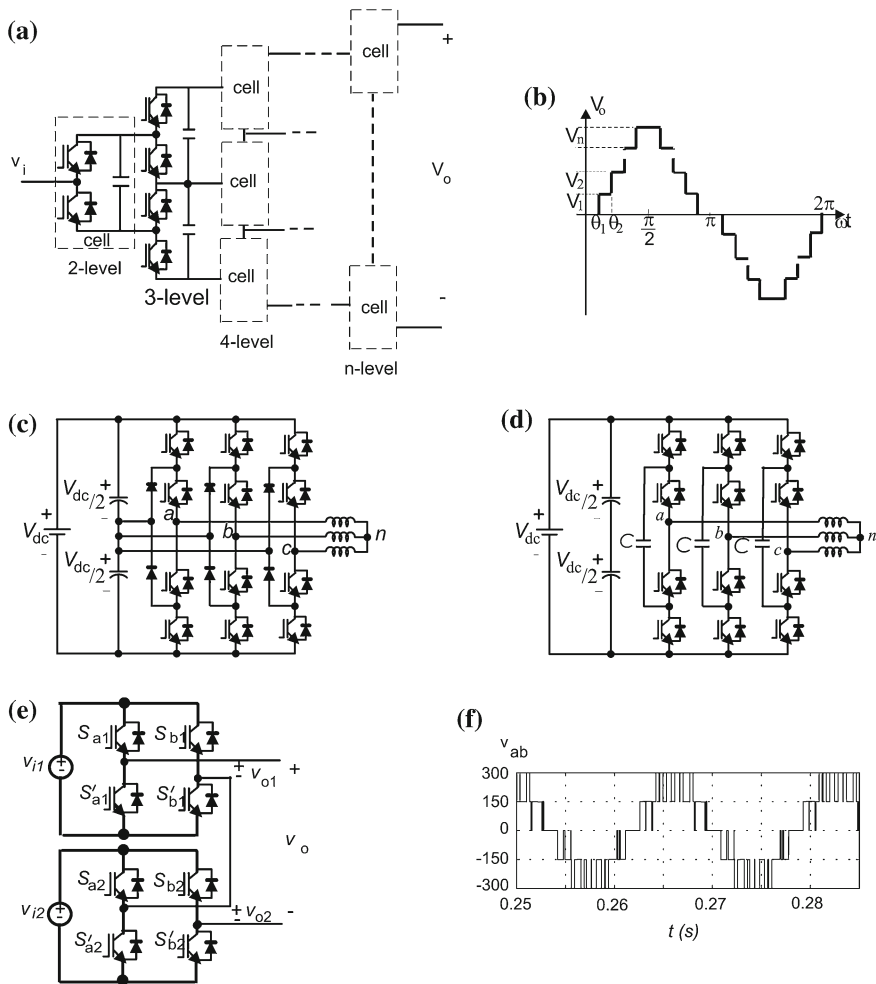 (a)
cell
cell
cell
cell
cell
cell
v_i
+
V_o
-
2-level
3-level
4-level
n-level
(b)
V_o
V_n
V_2
V_1
θ_1 θ_2 π/2 π 2π
ωt
(c)
V_dc/2 + -
V_dc + -
V_dc/2 + -
a
b
c
n
(d)
V_dc/2 + -
V_dc + -
V_dc/2 + -
C C C
a
b
c
n
(e)
S_a1 S_b1
v_i1 + -
+ - v_o1 +
S'_a1 S'_b1
v_o
S_a2 S_b2
v_i2 + -
+ - v_o2 -
S'_a2 S'_b2
(f)
v_ab
300
150
0
-150
-300
0.25 0.26 0.27 0.28
t (s)